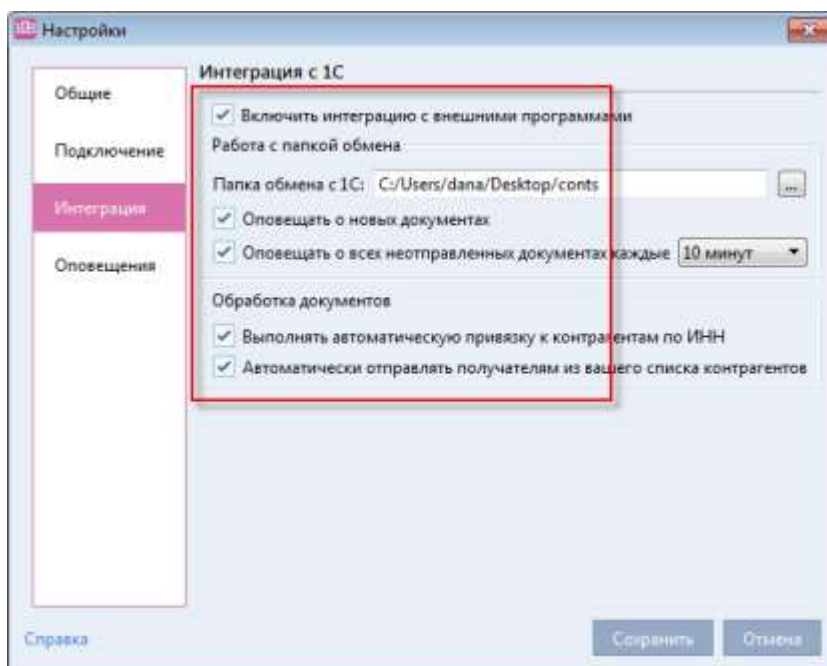 Настройки
Общие
Подключение
Интеграция
Оповещения
Интеграция с 1С
Включить интеграцию с внешними программами
Работа с папкой обмена
Папка обмена с 1С: C:/Users/dana/Desktop/conts ...
Оповещать о новых документах
Оповещать о всех неотправленных документах каждые 10 минут
Обработка документов
Выполнять автоматическую привязку к контрагентам по ИНН
Автоматически отправлять получателям из вашего списка контрагентов
Справка
Сохранить Отмена